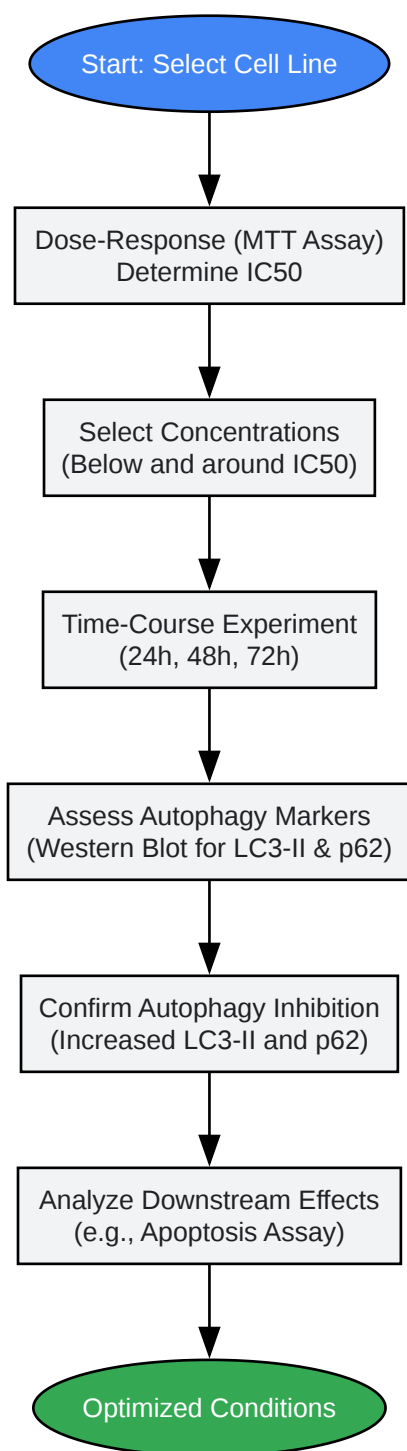 Start: Select Cell Line
Dose-Response (MTT Assay)
Determine IC50
Select Concentrations
(Below and around IC50)
Time-Course Experiment
(24h, 48h, 72h)
Assess Autophagy Markers
(Western Blot for LC3-II & p62)
Confirm Autophagy Inhibition
(Increased LC3-II and p62)
Analyze Downstream Effects
(e.g., Apoptosis Assay)
Optimized Conditions